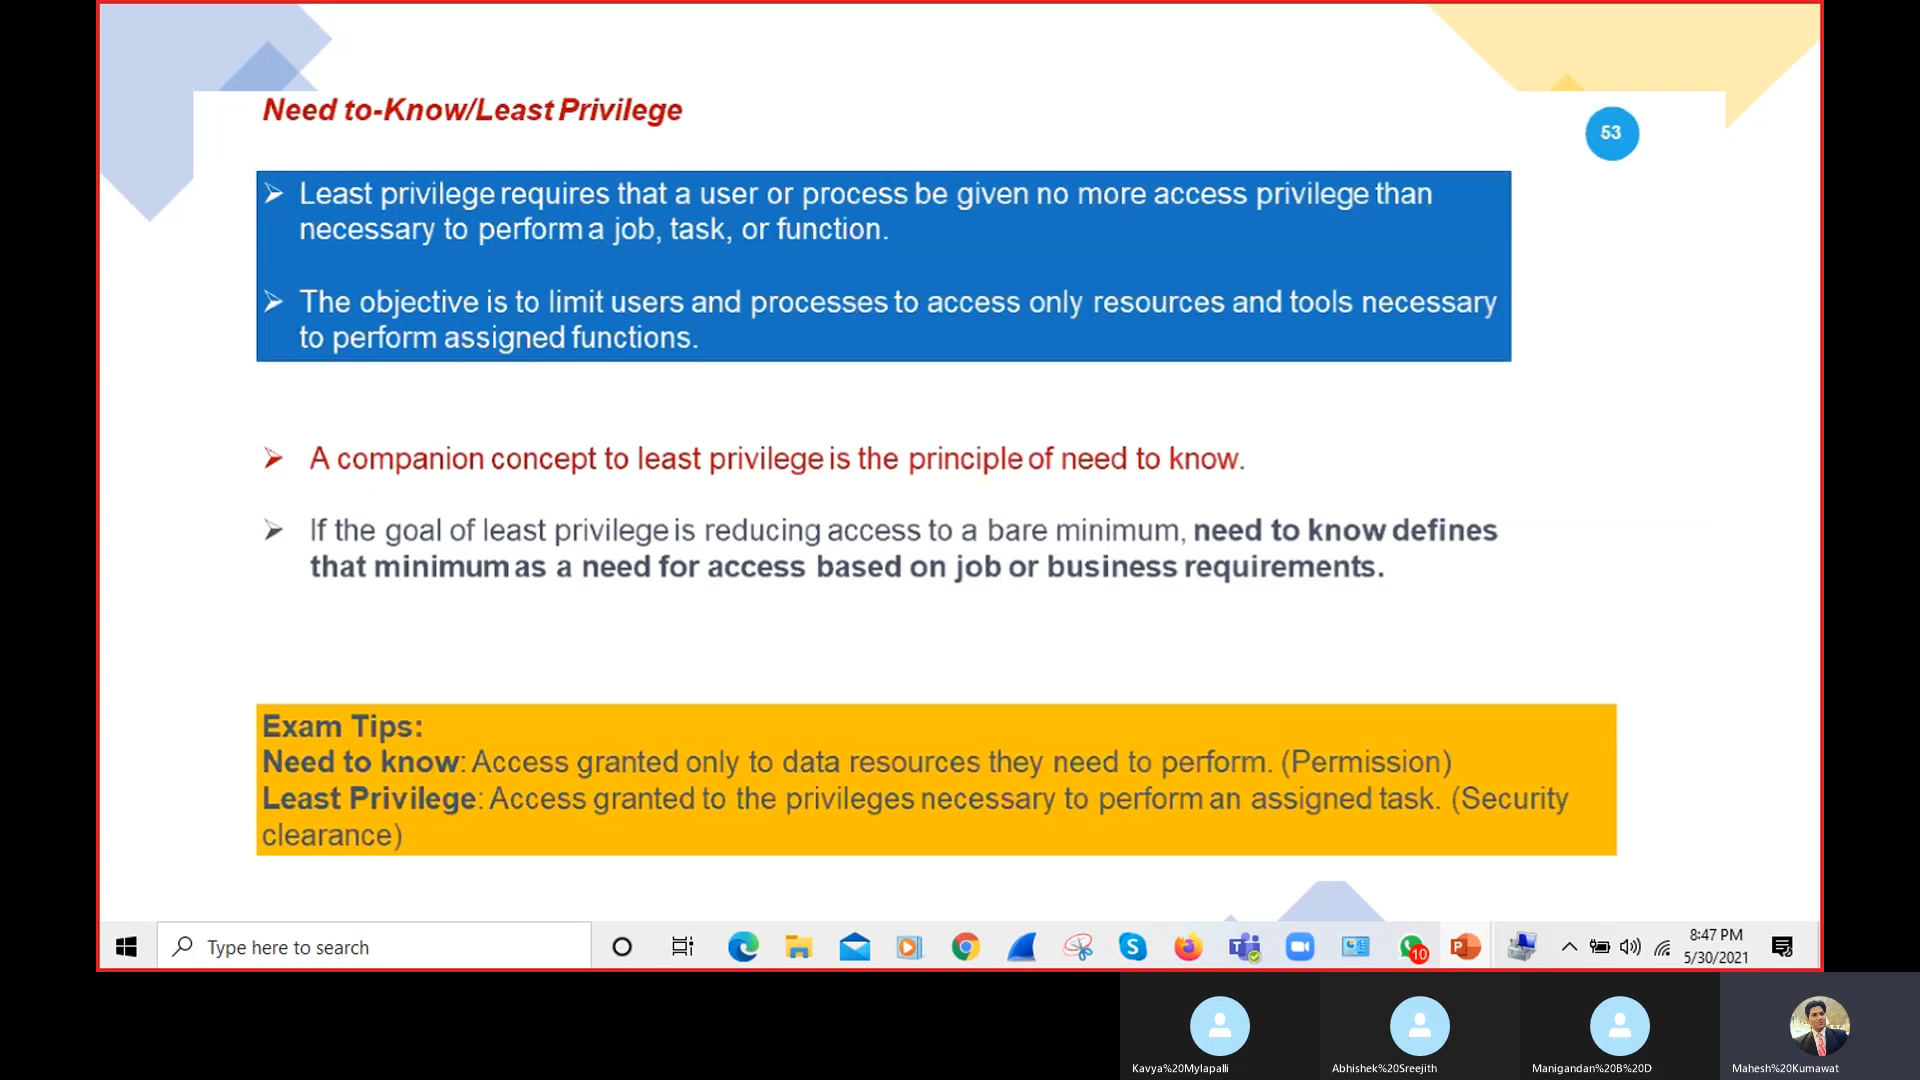 Need to-Know/Least Privilege
53
Least privilege requires that a user or process be given no more access privilege than
necessary to perform a job, task, or function.
The objective is to limit users and processes to access only resources and tools necessary
to perform assigned functions.
A companion concept to least privilege is the principle of need to know.
If the goal of least privilege is reducing access to a bare minimum, need to know defines
that minimum as a need for access based on job or business requirements.
Exam Tips:
Need to know: Access granted only to data resources they need to perform. (Permission)
Least Privilege: Access granted to the privileges necessary to perform an assigned task. (Security
clearance)
Type here to search
10
8:47 PM
5/30/2021
Kavya%20Mylapalli
Abhishek%20Sreejith
Manigandan%20B%20D
Mahesh%20Kumawat